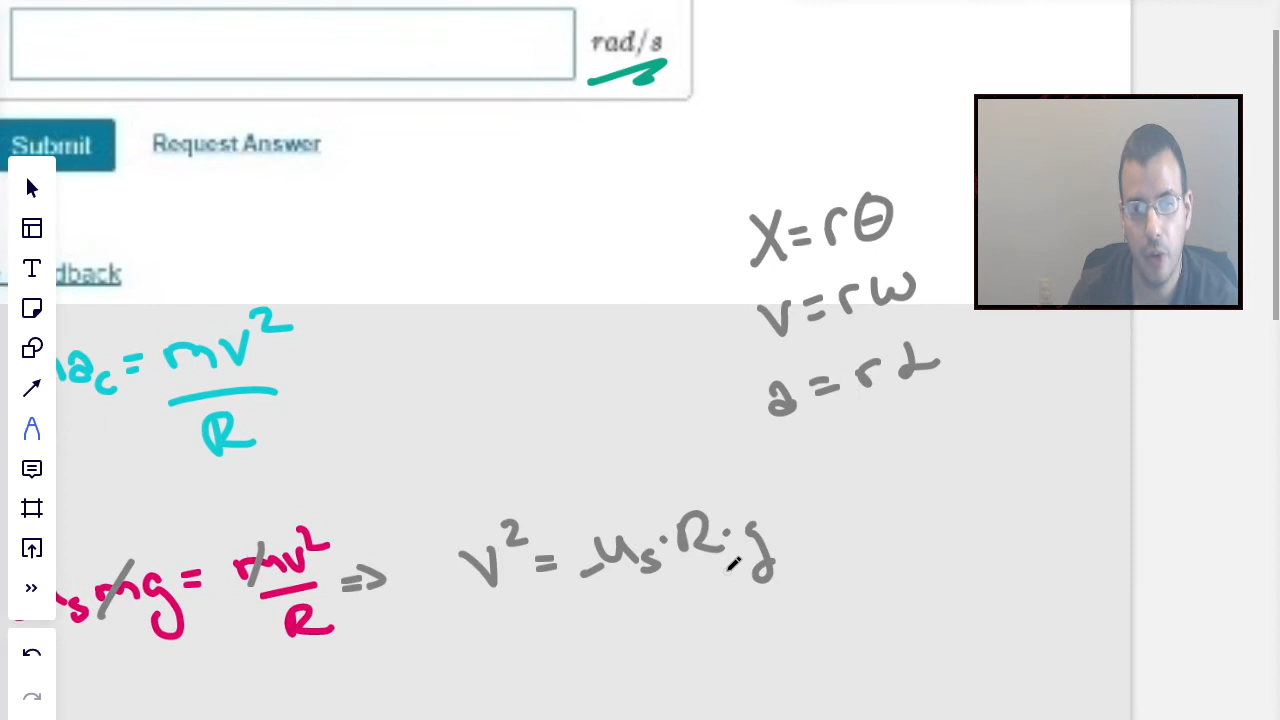 rad/s
Submit
Request Answer
dback
X = rθ
v = rω
a = rα
ac = mv²/R
s mg = mv²/R => v² = μs · R · g